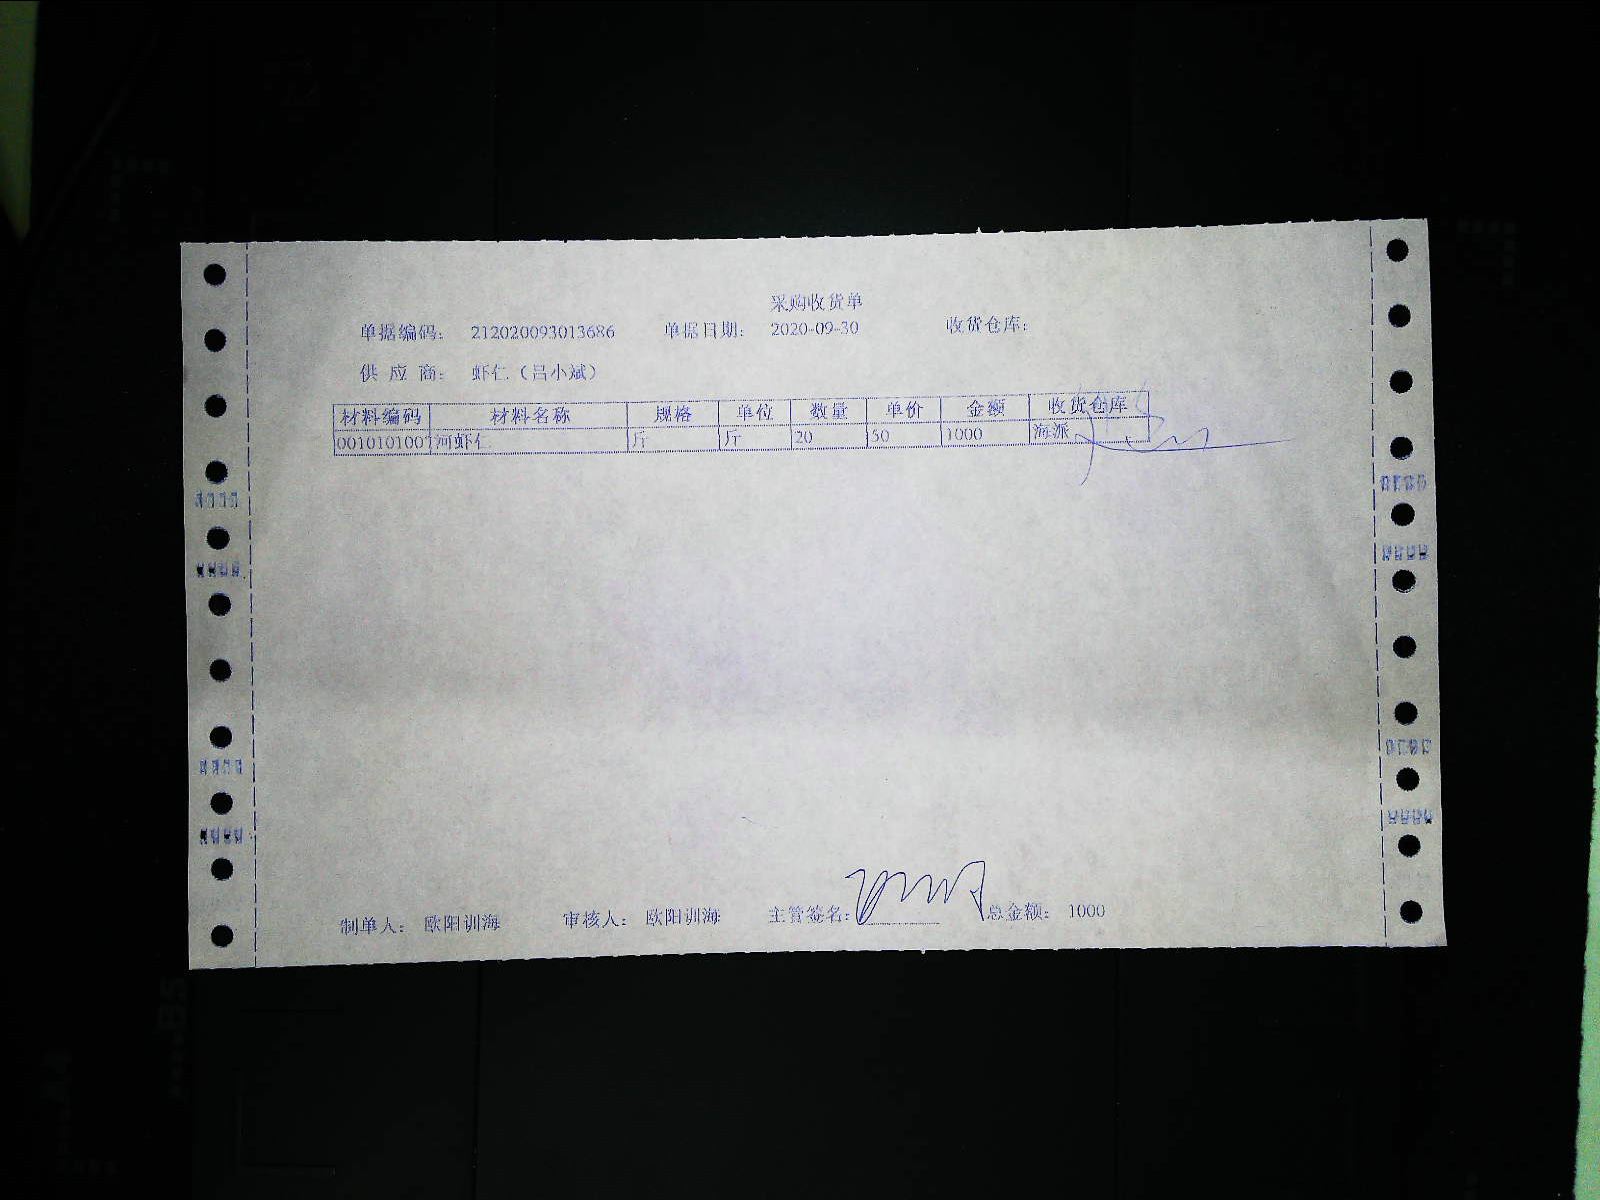 采购收货单
单据编码: 212020093013686 单据日期: 2020-09-30 收货仓库:
供 应 商: 虾仁（吕小斌）
材料编码 材料名称 规格 单位 数量 单价 金额 收货仓库
0010101001 河虾仁 斤 斤 20 50 1000 海派
制单人: 欧阳训海 审核人: 欧阳训海 主管签名: 总金额: 1000